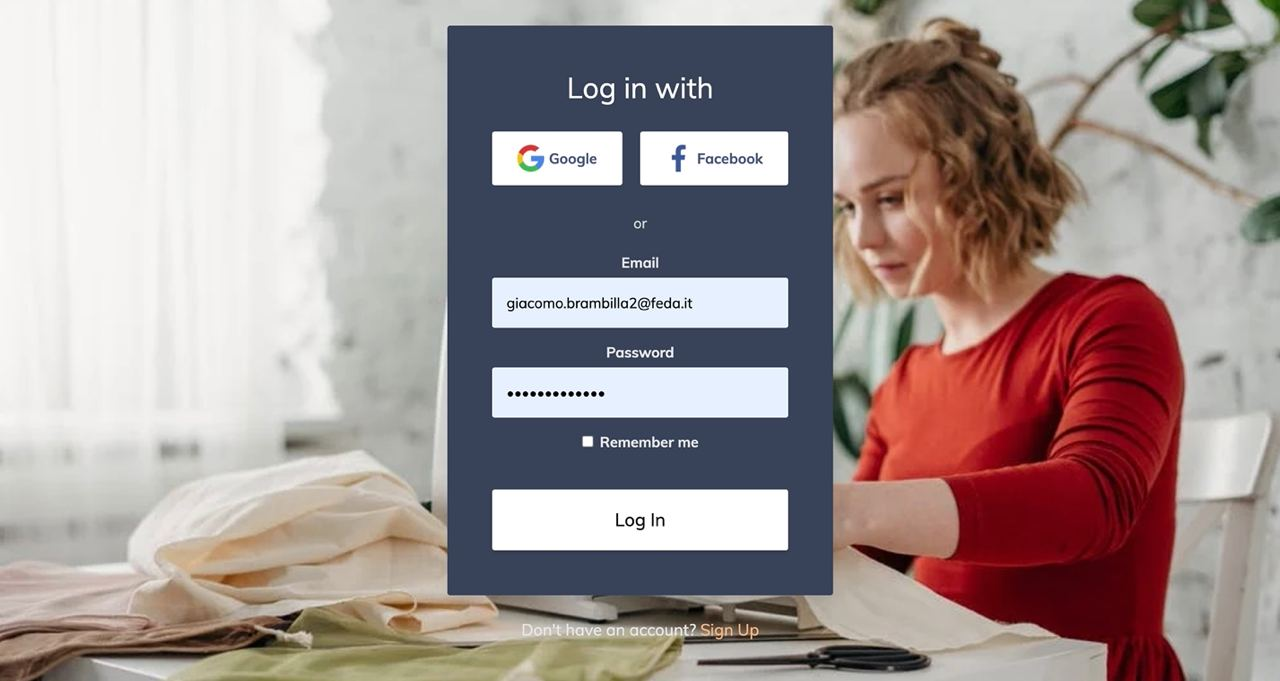 Log in with
Google
Facebook
or
Email
giacomo.brambilla2@feda.it
Password
•••••••••••••
Remember me
Log In
Don't have an account? Sign Up